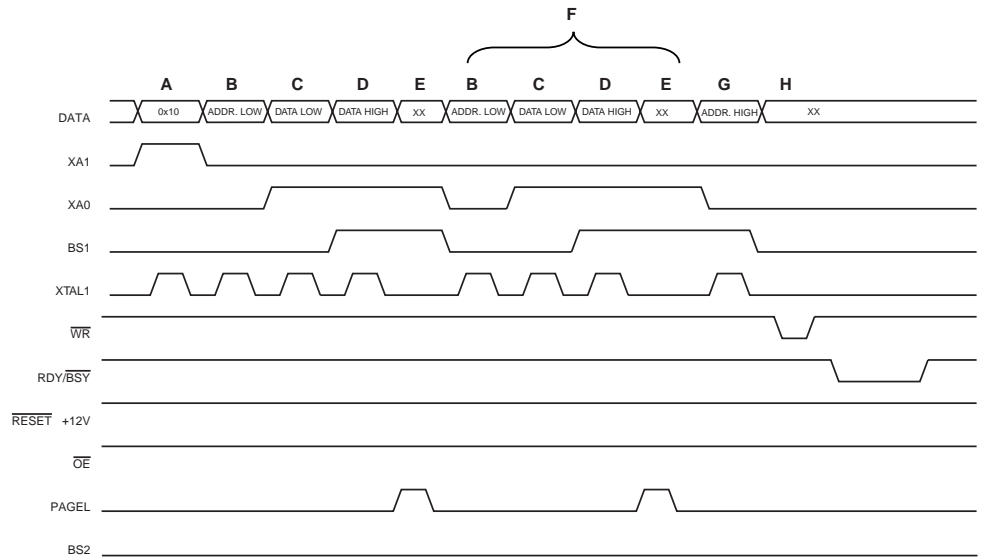 F
A B C D E B C D E G H
DATA 0x10 ADDR. LOW DATA LOW DATA HIGH XX ADDR. LOW DATA LOW DATA HIGH XX ADDR. HIGH XX
XA1
XA0
BS1
XTAL1
WR
RDY/BSY
RESET +12V
OE
PAGEL
BS2